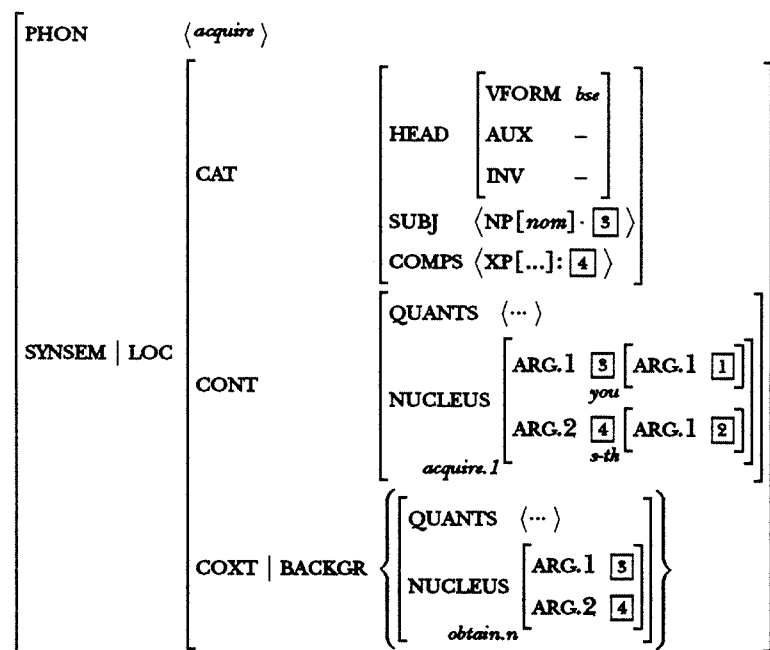 PHON ⟨acquire⟩
VFORM bse
HEAD AUX –
INV –
CAT
SUBJ ⟨NP[nom]· [3]⟩
COMPS ⟨XP[...]: [4]⟩
QUANTS ⟨···⟩
SYNSEM | LOC
ARG.1 [3] [ARG.1 [1]]
CONT
you
NUCLEUS
ARG.2 [4] [ARG.1 [2]]
s-th
acquire.1
QUANTS ⟨···⟩
COXT | BACKGR
ARG.1 [3]
NUCLEUS
ARG.2 [4]
obtain.n